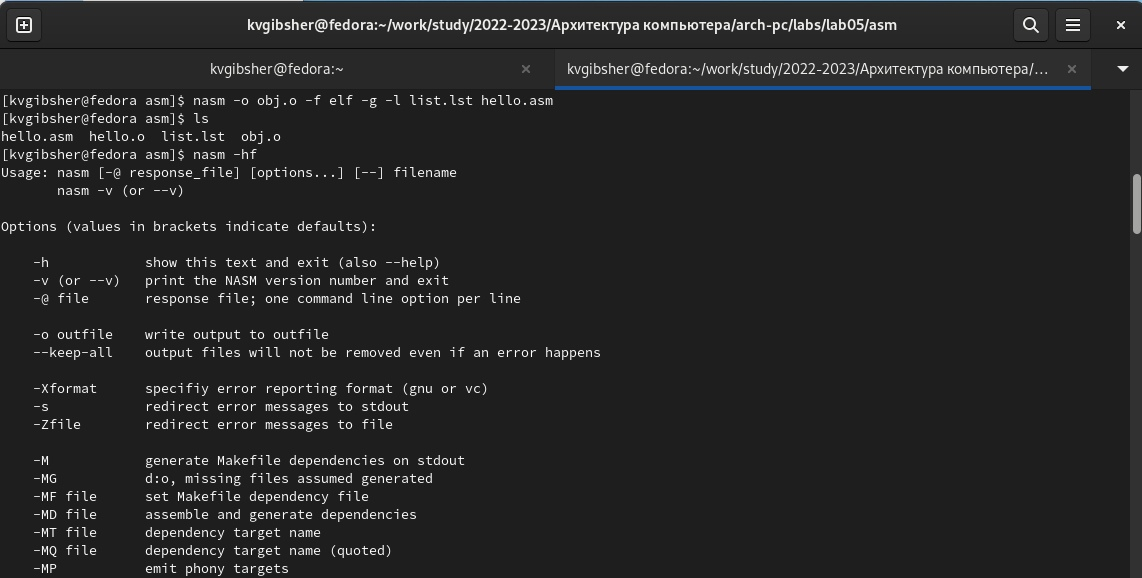 kvgibsher@fedora:~/work/study/2022-2023/Архитектура компьютера/arch-pc/labs/lab05/asm
kvgibsher@fedora:~
kvgibsher@fedora:~/work/study/2022-2023/Архитектура компьютера/...
[kvgibsher@fedora asm]$ nasm -o obj.o -f elf -g -l list.lst hello.asm
[kvgibsher@fedora asm]$ ls
hello.asm  hello.o  list.lst  obj.o
[kvgibsher@fedora asm]$ nasm -hf
Usage: nasm [-@ response_file] [options...] [--] filename
       nasm -v (or --v)
Options (values in brackets indicate defaults):
    -h            show this text and exit (also --help)
    -v (or --v)   print the NASM version number and exit
    -@ file       response file; one command line option per line
    -o outfile    write output to outfile
    --keep-all    output files will not be removed even if an error happens
    -Xformat      specifiy error reporting format (gnu or vc)
    -s            redirect error messages to stdout
    -Zfile        redirect error messages to file
    -M            generate Makefile dependencies on stdout
    -MG           d:o, missing files assumed generated
    -MF file      set Makefile dependency file
    -MD file      assemble and generate dependencies
    -MT file      dependency target name
    -MQ file      dependency target name (quoted)
    -MP           emit phony targets